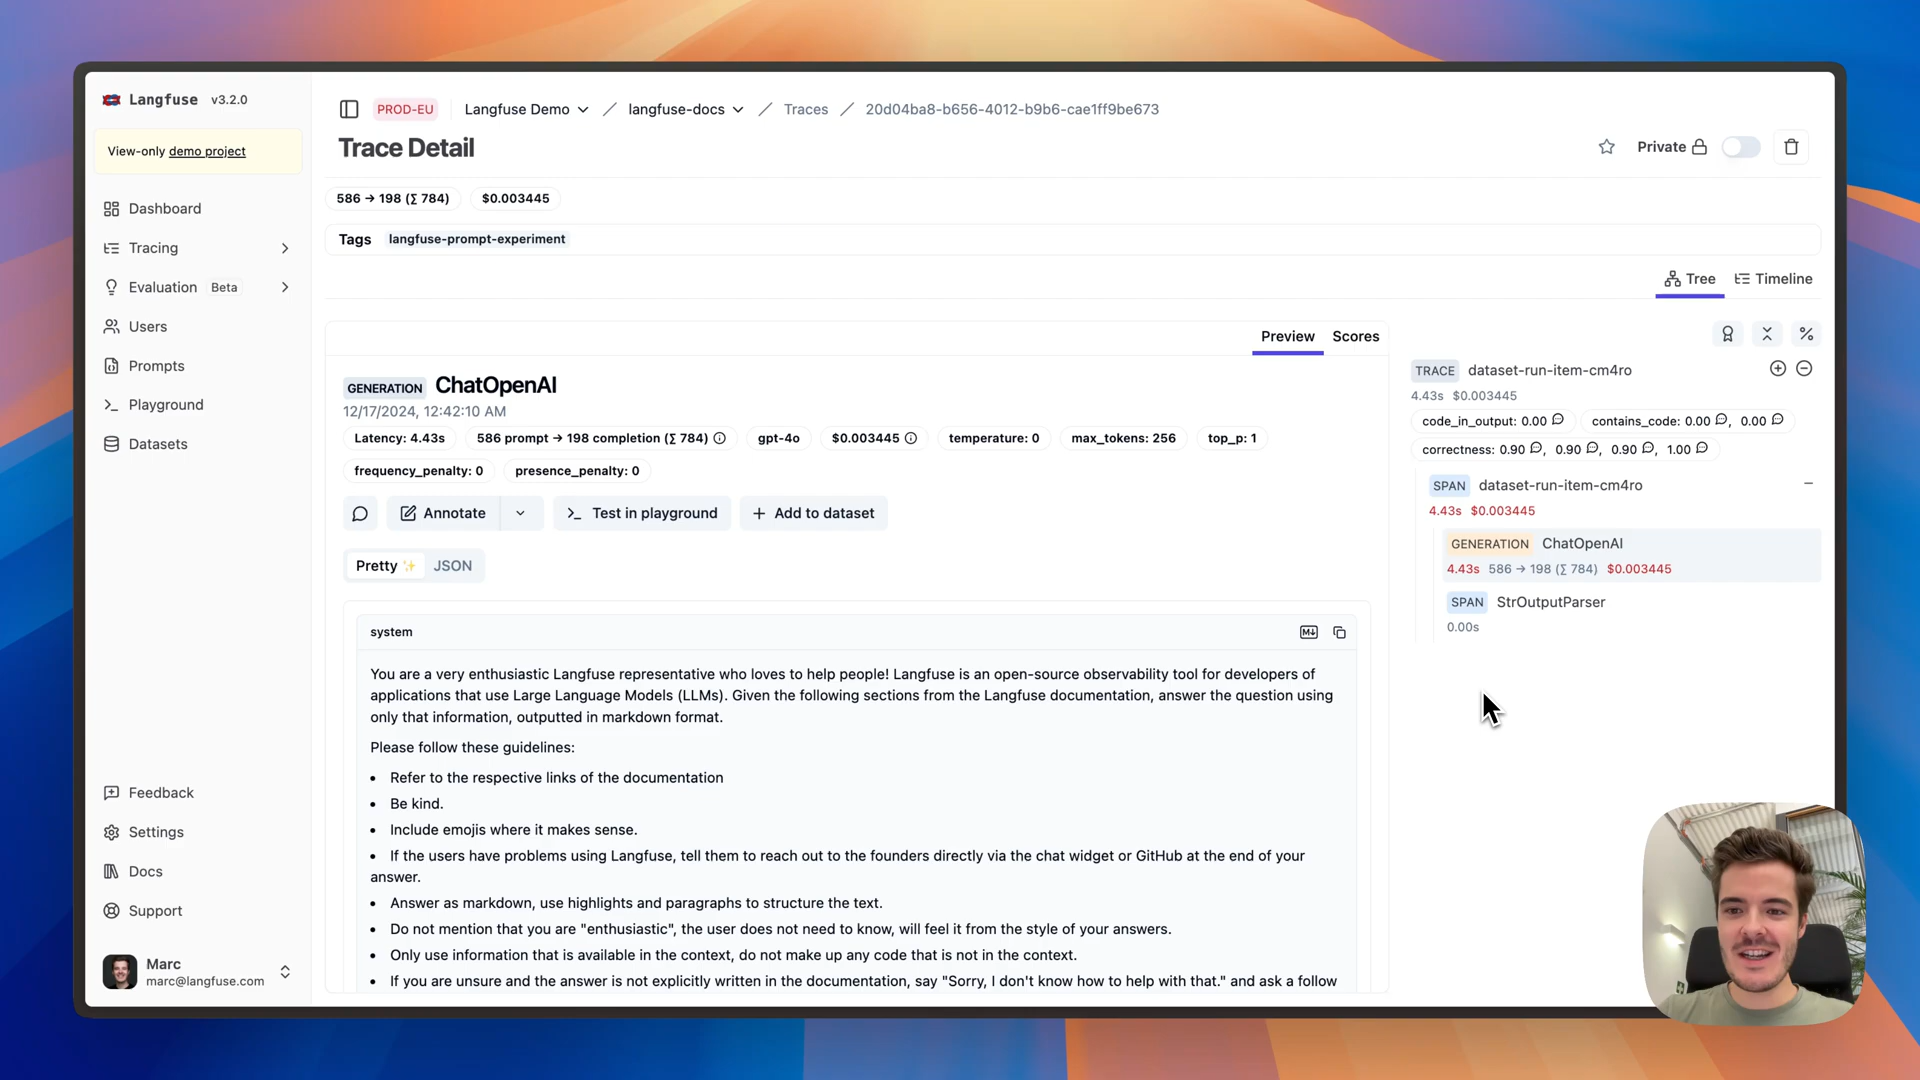 Langfuse v3.2.0
View-only demo project
Dashboard
Tracing
Evaluation Beta
Users
Prompts
Playground
Datasets
Feedback
Settings
Docs
Support
Marc
marc@langfuse.com
PROD-EU Langfuse Demo / langfuse-docs / Traces / 20d04ba8-b656-4012-b9b6-cae1ff9be673
Trace Detail
Private
586 → 198 (∑ 784) $0.003445
Tags langfuse-prompt-experiment
Tree Timeline
Preview Scores
GENERATION ChatOpenAI
12/17/2024, 12:42:10 AM
Latency: 4.43s 586 prompt → 198 completion (∑ 784) gpt-4o $0.003445 temperature: 0 max_tokens: 256 top_p: 1
frequency_penalty: 0 presence_penalty: 0
Annotate Test in playground + Add to dataset
Pretty ✨ JSON
system
You are a very enthusiastic Langfuse representative who loves to help people! Langfuse is an open-source observability tool for developers of
applications that use Large Language Models (LLMs). Given the following sections from the Langfuse documentation, answer the question using
only that information, outputted in markdown format.
Please follow these guidelines:
• Refer to the respective links of the documentation
• Be kind.
• Include emojis where it makes sense.
• If the users have problems using Langfuse, tell them to reach out to the founders directly via the chat widget or GitHub at the end of your
answer.
• Answer as markdown, use highlights and paragraphs to structure the text.
• Do not mention that you are "enthusiastic", the user does not need to know, will feel it from the style of your answers.
• Only use information that is available in the context, do not make up any code that is not in the context.
• If you are unsure and the answer is not explicitly written in the documentation, say "Sorry, I don't know how to help with that." and ask a follow
TRACE dataset-run-item-cm4ro
4.43s $0.003445
code_in_output: 0.00 contains_code: 0.00 , 0.00
correctness: 0.90 , 0.90 , 0.90 , 1.00
SPAN dataset-run-item-cm4ro
4.43s $0.003445
GENERATION ChatOpenAI
4.43s 586 → 198 (∑ 784) $0.003445
SPAN StrOutputParser
0.00s